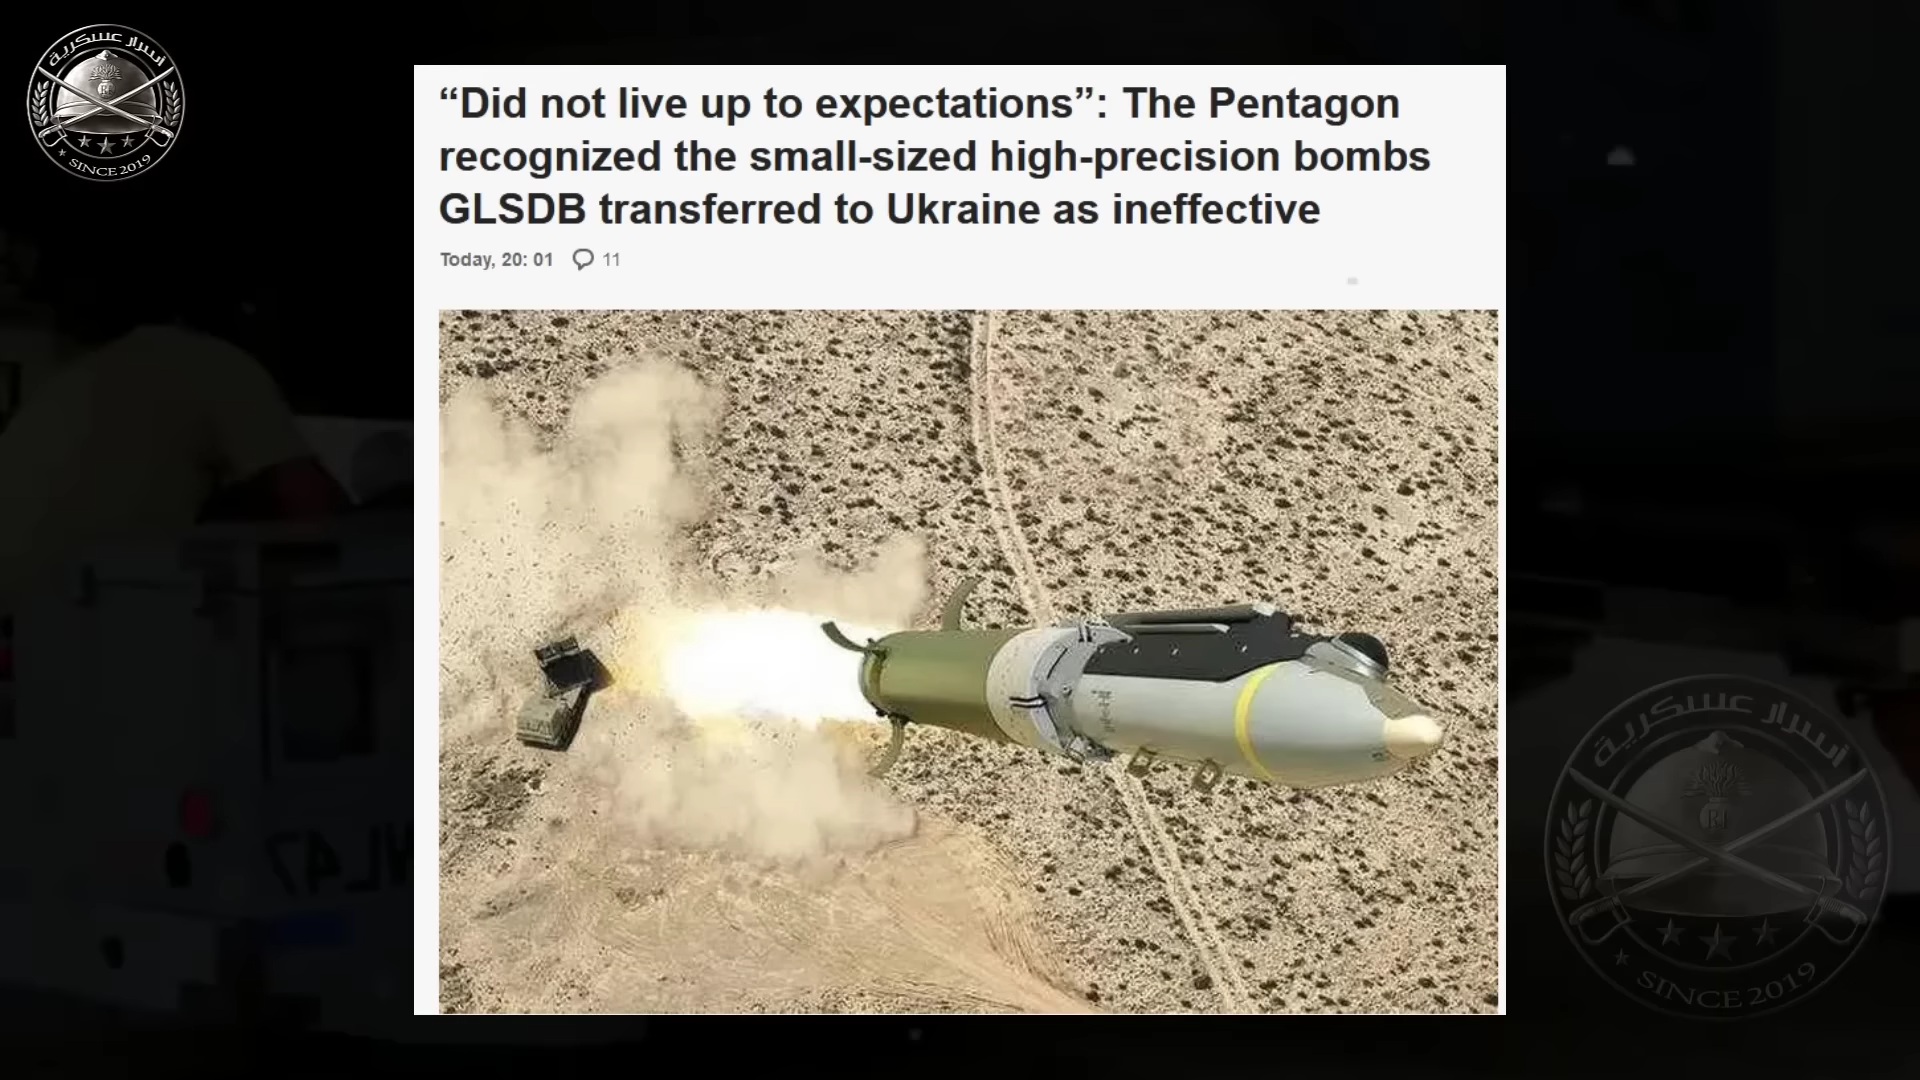 أسرار عسكرية
SINCE 2019
“Did not live up to expectations”: The Pentagon
recognized the small-sized high-precision bombs
GLSDB transferred to Ukraine as ineffective
Today, 20: 01 11
أسرار عسكرية
SINCE 2019